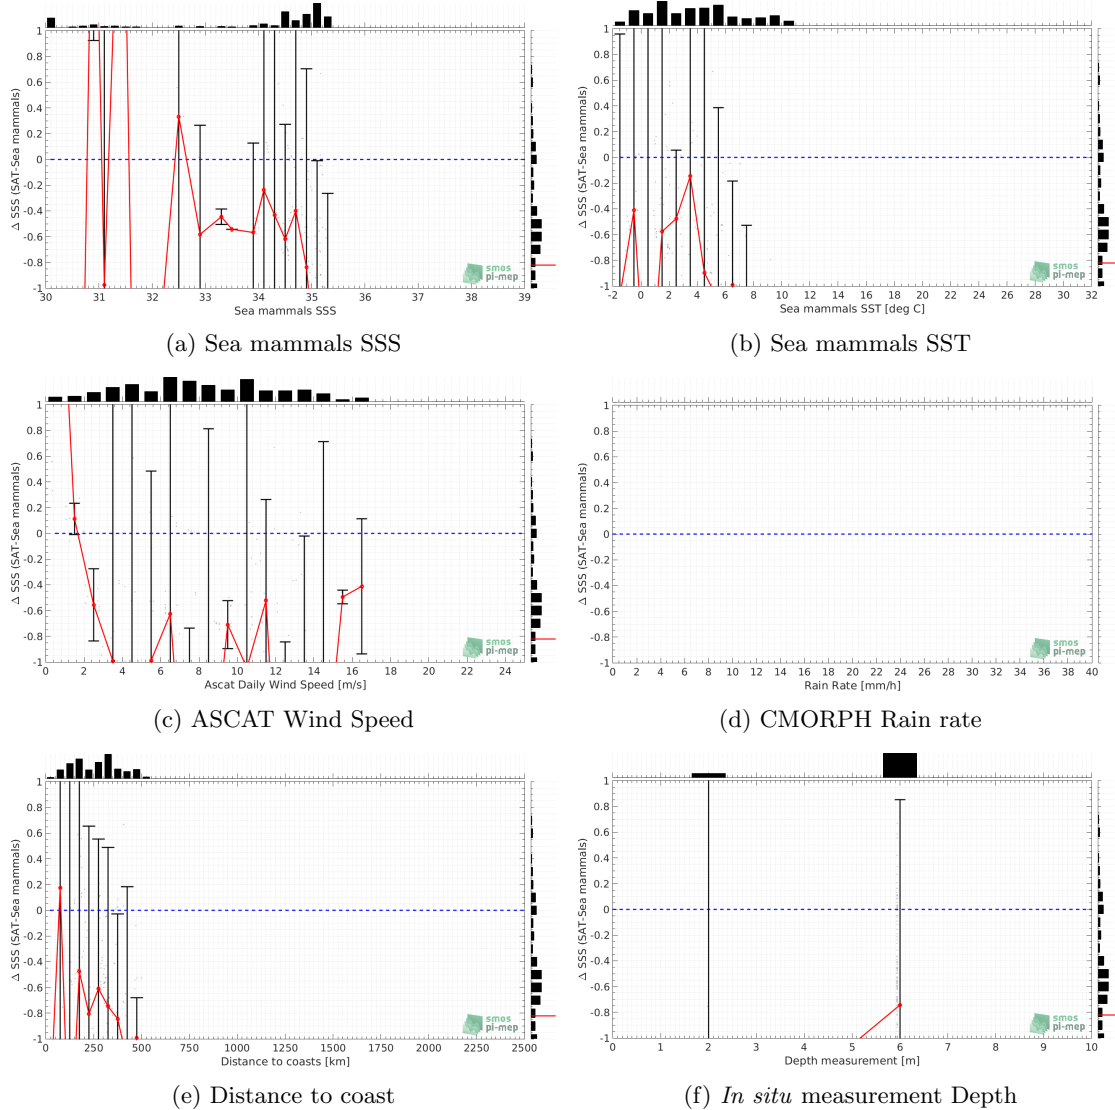 1
0.8
0.6
0.4
0.2
0
-0.2
-0.4
-0.6
-0.8
-1
Δ SSS (SAT-Sea mammals)
30 31 32 33 34 35 36 37 38 39
Sea mammals SSS
smos
pi-mep
(a) Sea mammals SSS
1
0.8
0.6
0.4
0.2
0
-0.2
-0.4
-0.6
-0.8
-1
Δ SSS (SAT-Sea mammals)
-2 0 2 4 6 8 10 12 14 16 18 20 22 24 26 28 30 32
Sea mammals SST [deg C]
smos
pi-mep
(b) Sea mammals SST
1
0.8
0.6
0.4
0.2
0
-0.2
-0.4
-0.6
-0.8
-1
Δ SSS (SAT-Sea mammals)
0 2 4 6 8 10 12 14 16 18 20 22 24
Ascat Daily Wind Speed [m/s]
smos
pi-mep
(c) ASCAT Wind Speed
1
0.8
0.6
0.4
0.2
0
-0.2
-0.4
-0.6
-0.8
-1
Δ SSS (SAT-Sea mammals)
0 2 4 6 8 10 12 14 16 18 20 22 24 26 28 30 32 34 36 38 40
Rain Rate [mm/h]
smos
pi-mep
(d) CMORPH Rain rate
1
0.8
0.6
0.4
0.2
0
-0.2
-0.4
-0.6
-0.8
-1
Δ SSS (SAT-Sea mammals)
0 250 500 750 1000 1250 1500 1750 2000 2250 2500
Distance to coasts [km]
smos
pi-mep
(e) Distance to coast
1
0.8
0.6
0.4
0.2
0
-0.2
-0.4
-0.6
-0.8
-1
Δ SSS (SAT-Sea mammals)
0 1 2 3 4 5 6 7 8 9 10
Depth measurement [m]
smos
pi-mep
(f) In situ measurement Depth